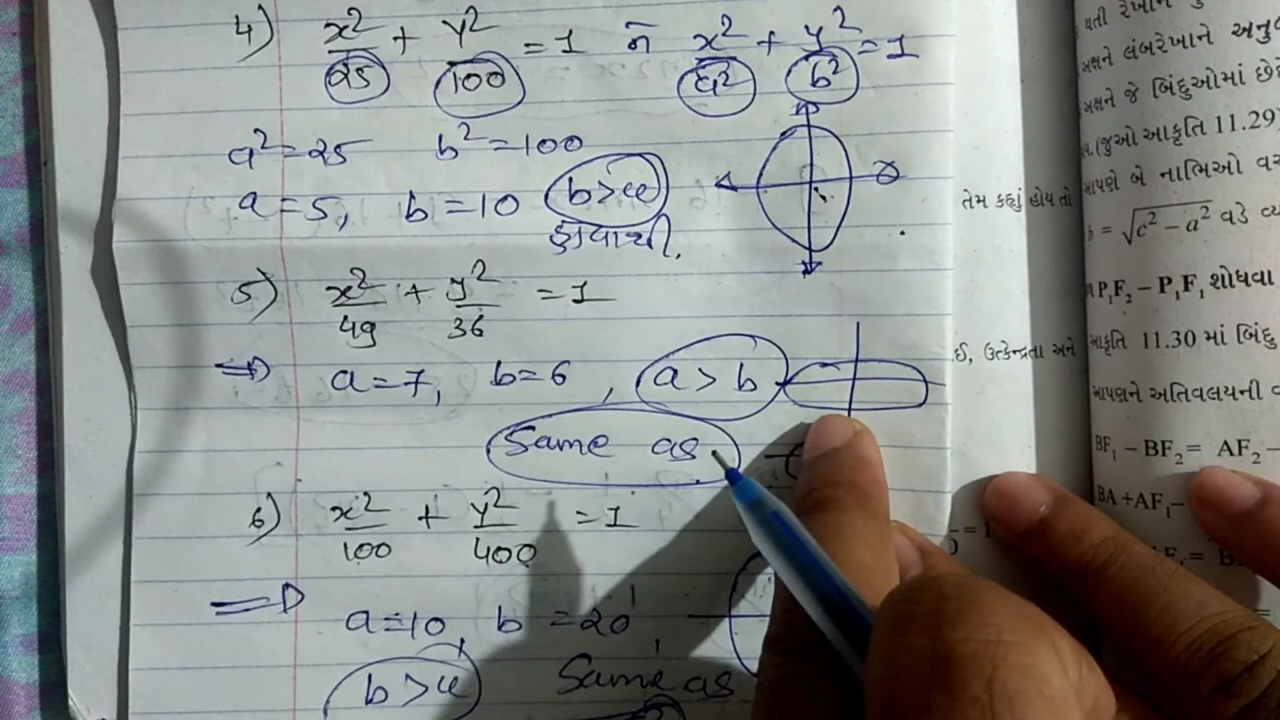 4) x²/25 + y²/100 = 1 ને x²/a² + y²/b² = 1
a² = 25 b² = 100
a = 5, b = 10 b > a
હોવાથી.
5) x²/49 + y²/36 = 1
⇒ a = 7, b = 6, a > b
Same as
6) x²/100 + y²/400 = 1
⇒ a = 10, b = 20,
b > a Same as
તેમ કહ્યું હોય તો
ઈ, ઉત્કેન્દ્રતા અને
થતી રેખાને
અક્ષને લંબરેખાને
અક્ષને જે બિંદુઓમાં
(જુઓ આકૃતિ 11.29)
આપણે બે નાભિઓ
b = √c² − a² વડે
P₁F₂ – P₁F₁ શોધવા
આકૃતિ 11.30 માં બિંદુ
આપણને અતિવલયની
BF₁ – BF₂ = AF₂ –
BA + AF₁ –